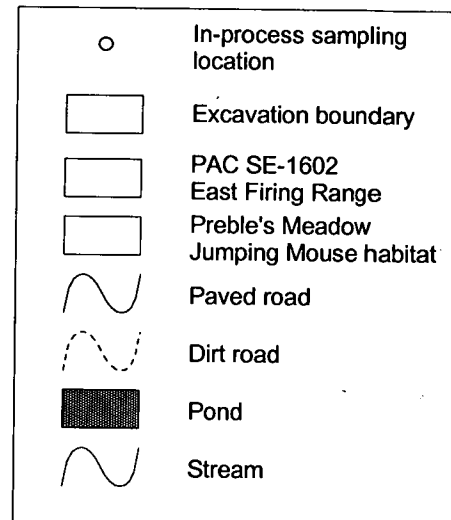 In-process sampling
location
Excavation boundary
PAC SE-1602
East Firing Range
Preble's Meadow
Jumping Mouse habitat
Paved road
Dirt road
Pond
Stream